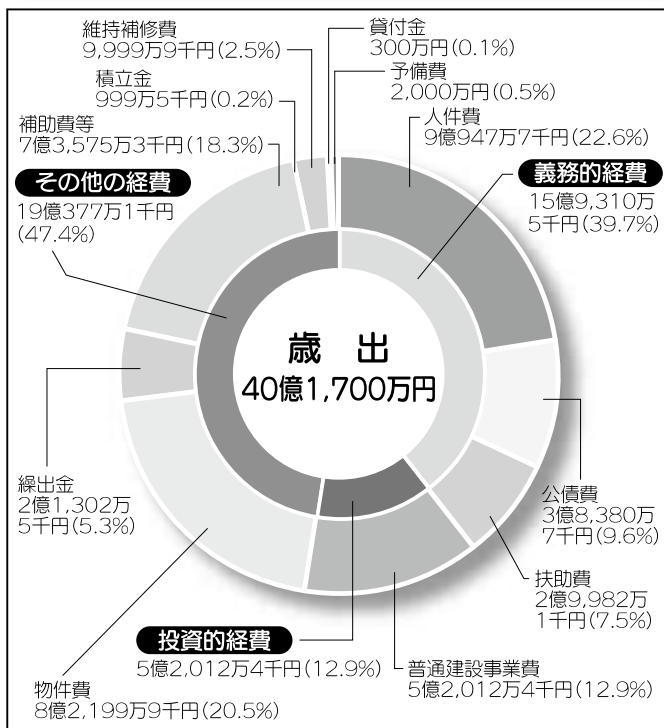 維持補修費
9,999万9千円(2.5%)
積立金
999万5千円(0.2%)
補助費等
7億3,575万3千円(18.3%)
その他の経費
19億377万1千円
(47.4%)
貸付金
300万円(0.1%)
予備費
2,000万円(0.5%)
人件費
9億947万7千円(22.6%)
義務的経費
15億9,310万
5千円(39.7%)
歳 出
40億1,700万円
繰出金
2億1,302万
5千円(5.3%)
公債費
3億8,380万
7千円(9.6%)
扶助費
2億9,982万
1千円(7.5%)
投資的経費
5億2,012万4千円(12.9%)
普通建設事業費
5億2,012万4千円(12.9%)
物件費
8億2,199万9千円(20.5%)